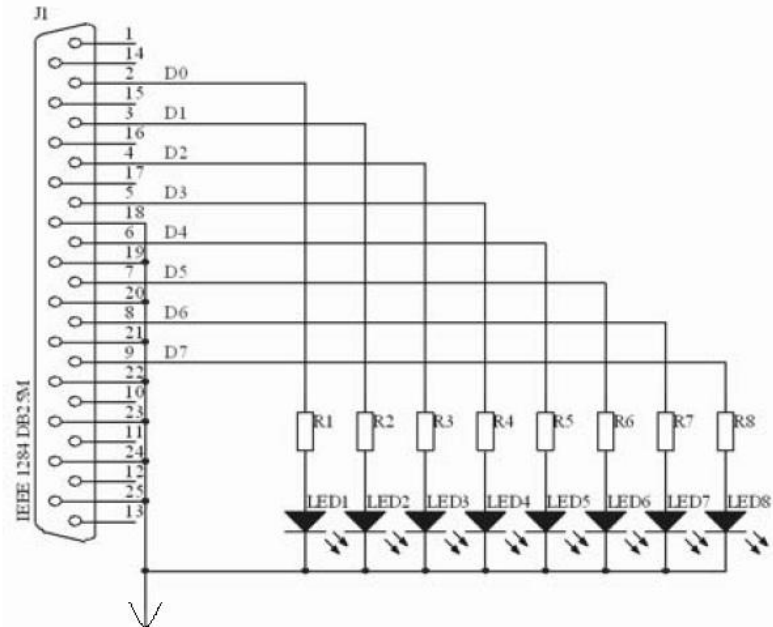 J1
1
14
2 D0
15
3 D1
16
4 D2
17
5 D3
18
6 D4
19
7 D5
20
8 D6
21
9 D7
22
10
23
11
24
12
25
13
IEEE 1284 DB25M
R1 R2 R3 R4 R5 R6 R7 R8
LED1 LED2 LED3 LED4 LED5 LED6 LED7 LED8